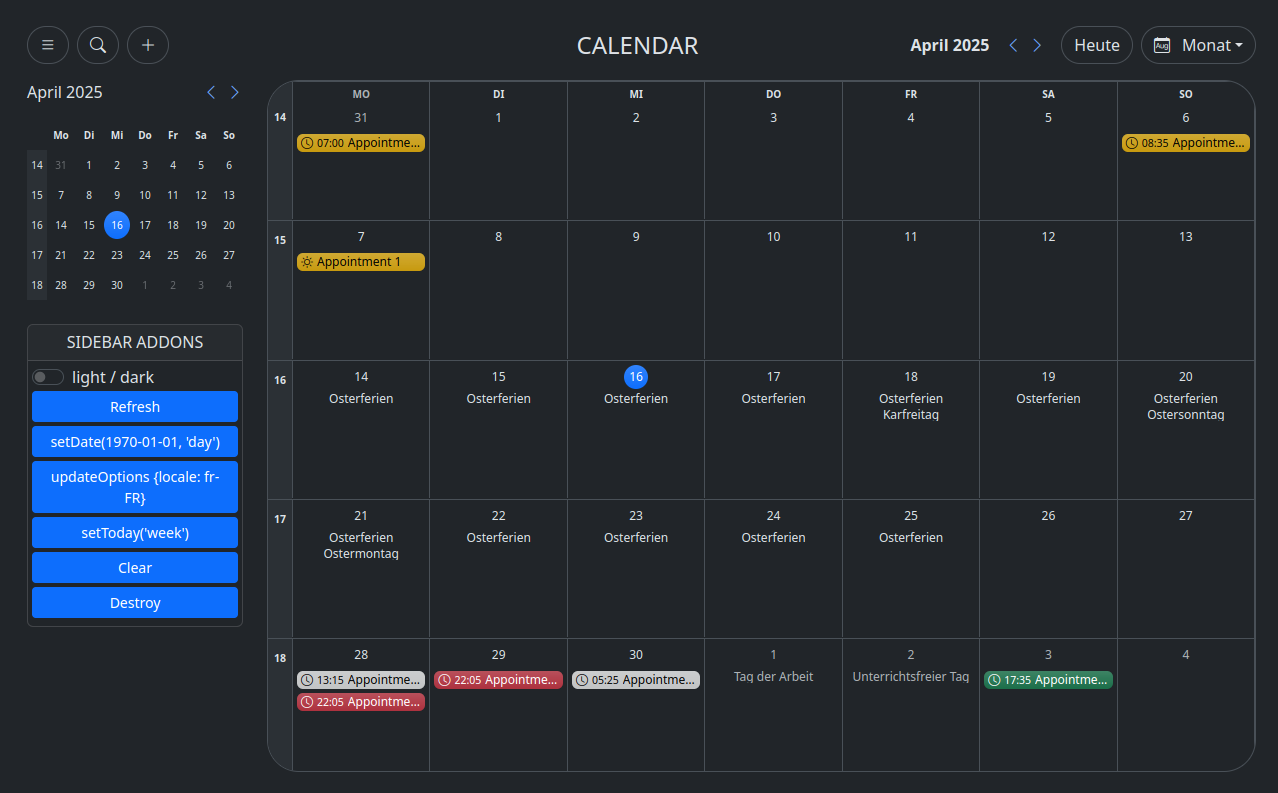 CALENDAR
April 2025
Heute
Aug
Monat
April 2025
Mo Di Mi Do Fr Sa So
14 31 1 2 3 4 5 6
15 7 8 9 10 11 12 13
16 14 15 16 17 18 19 20
17 21 22 23 24 25 26 27
18 28 29 30 1 2 3 4
SIDEBAR ADDONS
light / dark
Refresh
setDate(1970-01-01, 'day')
updateOptions {locale: fr-
FR}
setToday('week')
Clear
Destroy
MO DI MI DO FR SA SO
14 31 1 2 3 4 5 6
07:00 Appointme... 08:35 Appointme...
15 7 8 9 10 11 12 13
Appointment 1
16 14 15 16 17 18 19 20
Osterferien Osterferien Osterferien Osterferien Osterferien Osterferien Osterferien
Karfreitag Ostersonntag
17 21 22 23 24 25 26 27
Osterferien Osterferien Osterferien Osterferien Osterferien
Ostermontag
18 28 29 30 1 2 3 4
13:15 Appointme... 22:05 Appointme... 05:25 Appointme... Tag der Arbeit Unterrichtsfreier Tag 17:35 Appointme...
22:05 Appointme...